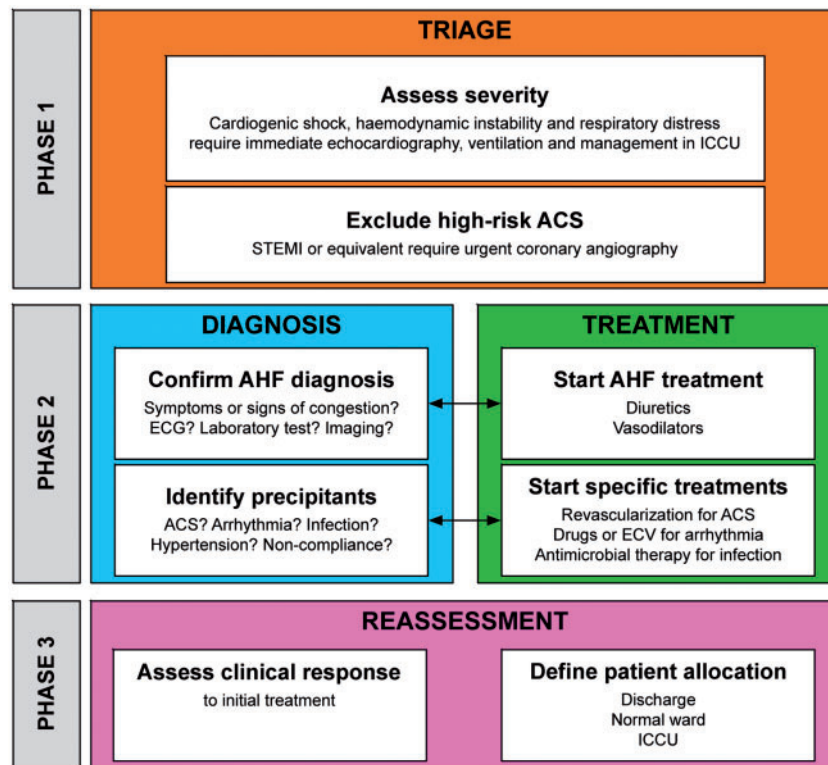 PHASE 1
TRIAGE
Assess severity
Cardiogenic shock, haemodynamic instability and respiratory distress
require immediate echocardiography, ventilation and management in ICCU
Exclude high-risk ACS
STEMI or equivalent require urgent coronary angiography
PHASE 2
DIAGNOSIS
Confirm AHF diagnosis
Symptoms or signs of congestion?
ECG? Laboratory test? Imaging?
Identify precipitants
ACS? Arrhythmia? Infection?
Hypertension? Non-compliance?
TREATMENT
Start AHF treatment
Diuretics
Vasodilators
Start specific treatments
Revascularization for ACS
Drugs or ECV for arrhythmia
Antimicrobial therapy for infection
PHASE 3
REASSESSMENT
Assess clinical response
to initial treatment
Define patient allocation
Discharge
Normal ward
ICCU